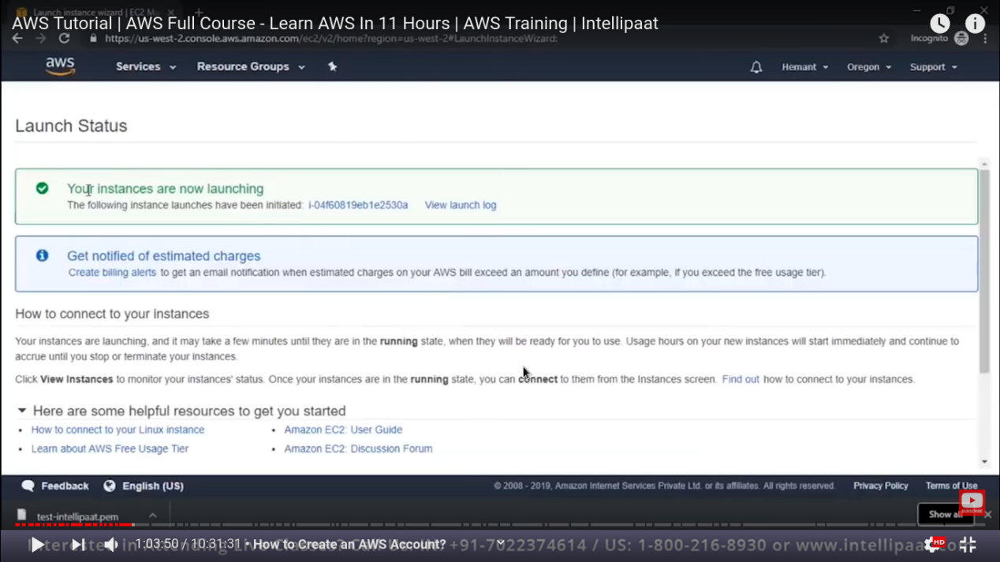 Launch instance wizard | EC2 M
AWS Tutorial | AWS Full Course - Learn AWS In 11 Hours | AWS Training | Intellipaat
https://us-west-2.console.aws.amazon.com/ec2/v2/home?region=us-west-2#LaunchInstanceWizard:
Incognito
aws Services Resource Groups Hemant Oregon Support
Launch Status
Your instances are now launching
The following instance launches have been initiated: i-04f60819eb1e2530a View launch log
Get notified of estimated charges
Create billing alerts to get an email notification when estimated charges on your AWS bill exceed an amount you define (for example, if you exceed the free usage tier).
How to connect to your instances
Your instances are launching, and it may take a few minutes until they are in the running state, when they will be ready for you to use. Usage hours on your new instances will start immediately and continue to
accrue until you stop or terminate your instances.
Click View Instances to monitor your instances' status. Once your instances are in the running state, you can connect to them from the Instances screen. Find out how to connect to your instances.
Here are some helpful resources to get you started
• How to connect to your Linux instance • Amazon EC2: User Guide
• Learn about AWS Free Usage Tier • Amazon EC2: Discussion Forum
Feedback English (US) © 2008 - 2019, Amazon Internet Services Private Ltd. or its affiliates. All rights reserved. Privacy Policy Terms of Use
SUBSCRIBE
test-intellipaat.pem Show all
1:03:50 / 10:31:31 • How to Create an AWS Account? HD
+91-7022374614 / US: 1-800-216-8930 or www.intellipaat